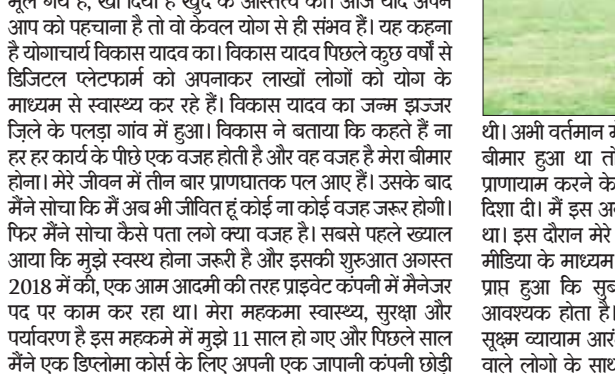 मूल गये है, खो दिया है खुद के अस्तित्व को। आज यदि अपने
आप को पहचाना है तो वो केवल योग से ही संभव हैं। यह कहना
है योगाचार्य विकास यादव का। विकास यादव पिछले कुछ वर्षों से
डिजिटल प्लेटफार्म को अपनाकर लाखों लोगों को योग के
माध्यम से स्वास्थ्य कर रहे हैं। विकास यादव का जन्म झज्जर
ज़िले के पलड़ा गांव में हुआ। विकास ने बताया कि कहते हैं ना
हर हर कार्य के पीछे एक वजह होती है और वह वजह है मेरा बीमार
होना। मेरे जीवन में तीन बार प्राणघातक पल आए हैं। उसके बाद
मैंने सोचा कि मैं अब भी जीवित हूं कोई ना कोई वजह जरूर होगी।
फिर मैंने सोचा कैसे पता लगे क्या वजह है। सबसे पहले ख्याल
आया कि मुझे स्वस्थ होना जरूरी है और इसकी शुरुआत अगस्त
2018 में की, एक आम आदमी की तरह प्राइवेट कंपनी में मैनेजर
पद पर काम कर रहा था। मेरा महकमा स्वास्थ्य, सुरक्षा और
पर्यावरण है इस महकमे में मुझे 11 साल हो गए और पिछले साल
मैंने एक डिप्लोमा कोर्स के लिए अपनी एक जापानी कंपनी छोड़ी
थी। अभी वर्तमान
बीमार हुआ था तो
प्राणायाम करने के
दिशा दी। मैं इस
था। इस दौरान मेरे
मीडिया के माध्यम
प्राप्त हुआ कि
आवश्यक होता है।
सूक्ष्म व्यायाम
वाले लोगो के साथ